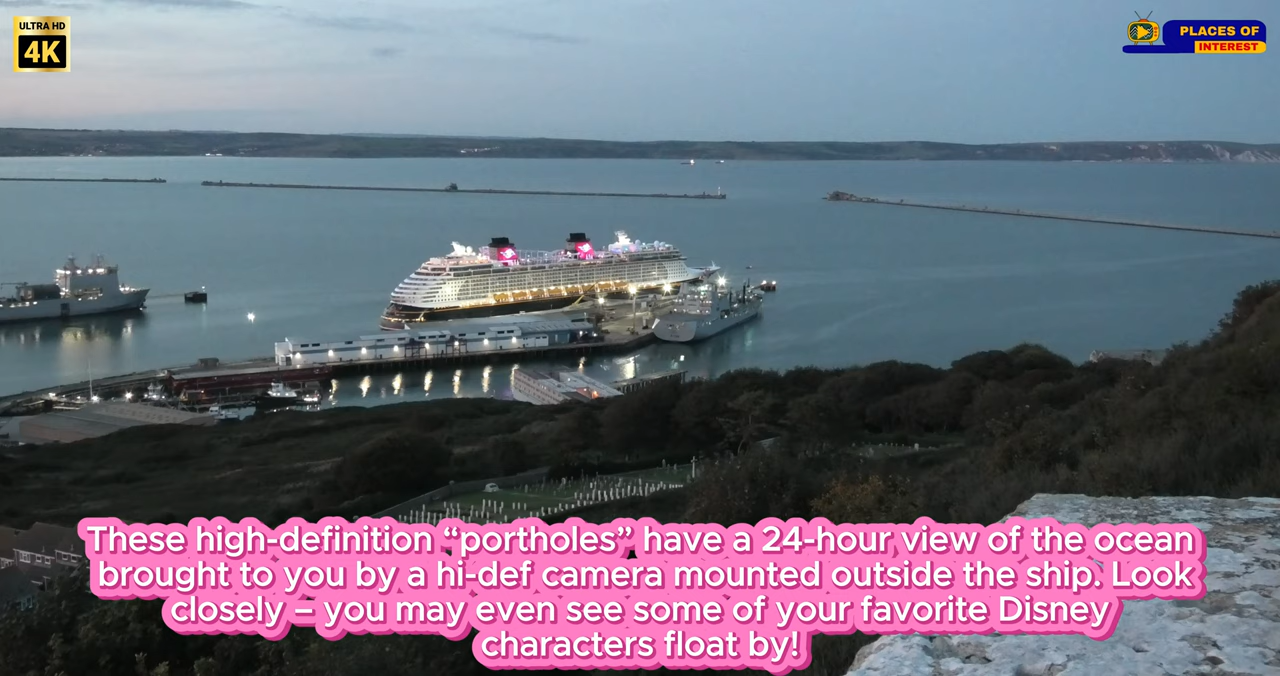 ULTRA HD
4K
PLACES OF
INTEREST
These high-definition “portholes” have a 24-hour view of the ocean
brought to you by a hi-def camera mounted outside the ship. Look
closely – you may even see some of your favorite Disney
characters float by!